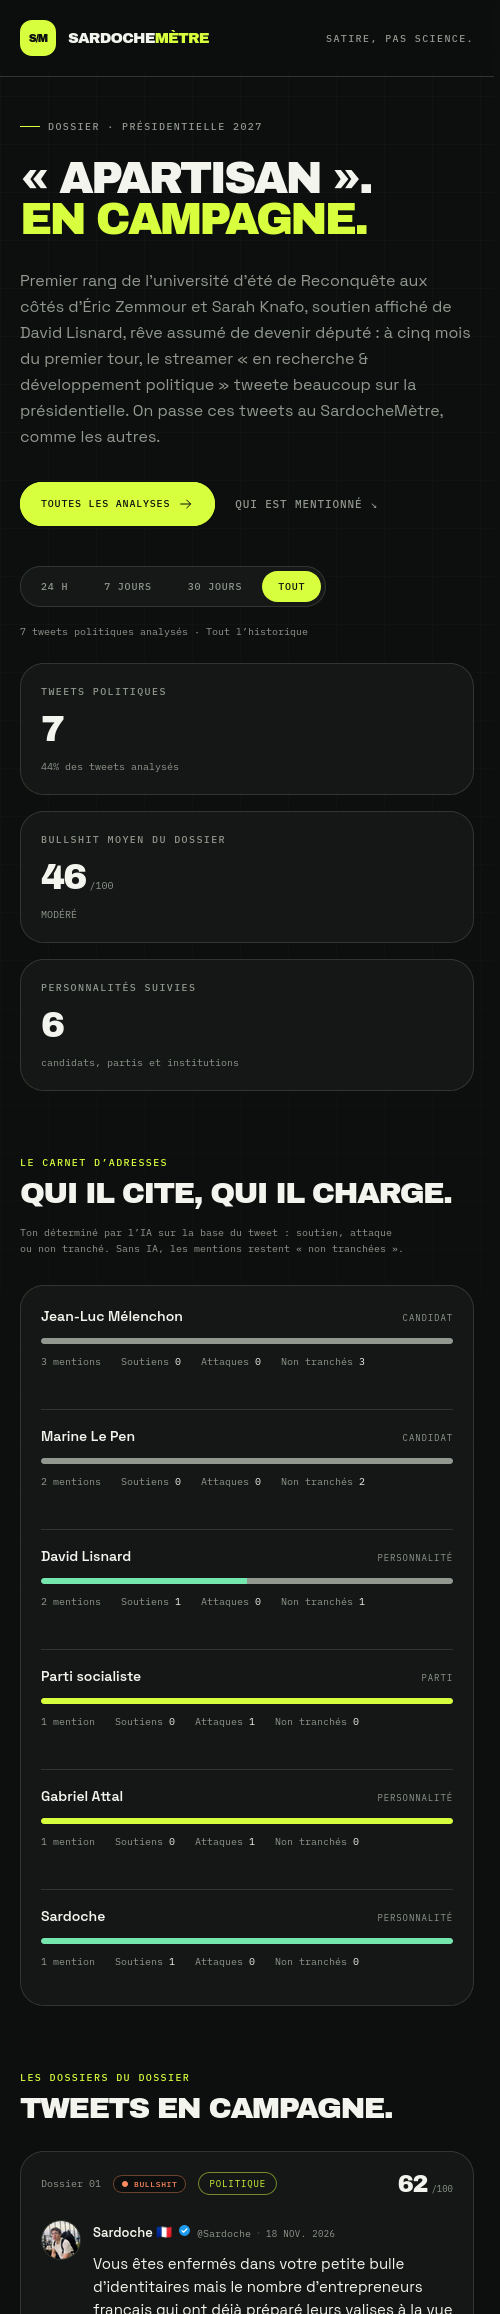 S/M SARDOCHEMÈTRE SATIRE, PAS SCIENCE.
DOSSIER · PRÉSIDENTIELLE 2027
« APARTISAN ».
EN CAMPAGNE.
Premier rang de l’université d’été de Reconquête aux
côtés d’Éric Zemmour et Sarah Knafo, soutien affiché de
David Lisnard, rêve assumé de devenir député : à cinq mois
du premier tour, le streamer « en recherche &
développement politique » tweete beaucoup sur la
présidentielle. On passe ces tweets au SardocheMètre,
comme les autres.
TOUTES LES ANALYSES → QUI EST MENTIONNÉ ↘
24 H 7 JOURS 30 JOURS TOUT
7 tweets politiques analysés · Tout l’historique
TWEETS POLITIQUES
7
44% des tweets analysés
BULLSHIT MOYEN DU DOSSIER
46 /100
MODÉRÉ
PERSONNALITÉS SUIVIES
6
candidats, partis et institutions
LE CARNET D’ADRESSES
QUI IL CITE, QUI IL CHARGE.
Ton déterminé par l’IA sur la base du tweet : soutien, attaque
ou non tranché. Sans IA, les mentions restent « non tranchées ».
Jean-Luc Mélenchon CANDIDAT
3 mentions Soutiens 0 Attaques 0 Non tranchés 3
Marine Le Pen CANDIDAT
2 mentions Soutiens 0 Attaques 0 Non tranchés 2
David Lisnard PERSONNALITÉ
2 mentions Soutiens 1 Attaques 0 Non tranchés 1
Parti socialiste PARTI
1 mention Soutiens 0 Attaques 1 Non tranchés 0
Gabriel Attal PERSONNALITÉ
1 mention Soutiens 0 Attaques 1 Non tranchés 0
Sardoche PERSONNALITÉ
1 mention Soutiens 1 Attaques 0 Non tranchés 0
LES DOSSIERS DU DOSSIER
TWEETS EN CAMPAGNE.
Dossier 01 BULLSHIT POLITIQUE 62 /100
Sardoche 🇫🇷 @Sardoche · 18 NOV. 2026
Vous êtes enfermés dans votre petite bulle
d’identitaires mais le nombre d’entrepreneurs
français qui ont déjà préparé leurs valises à la vue